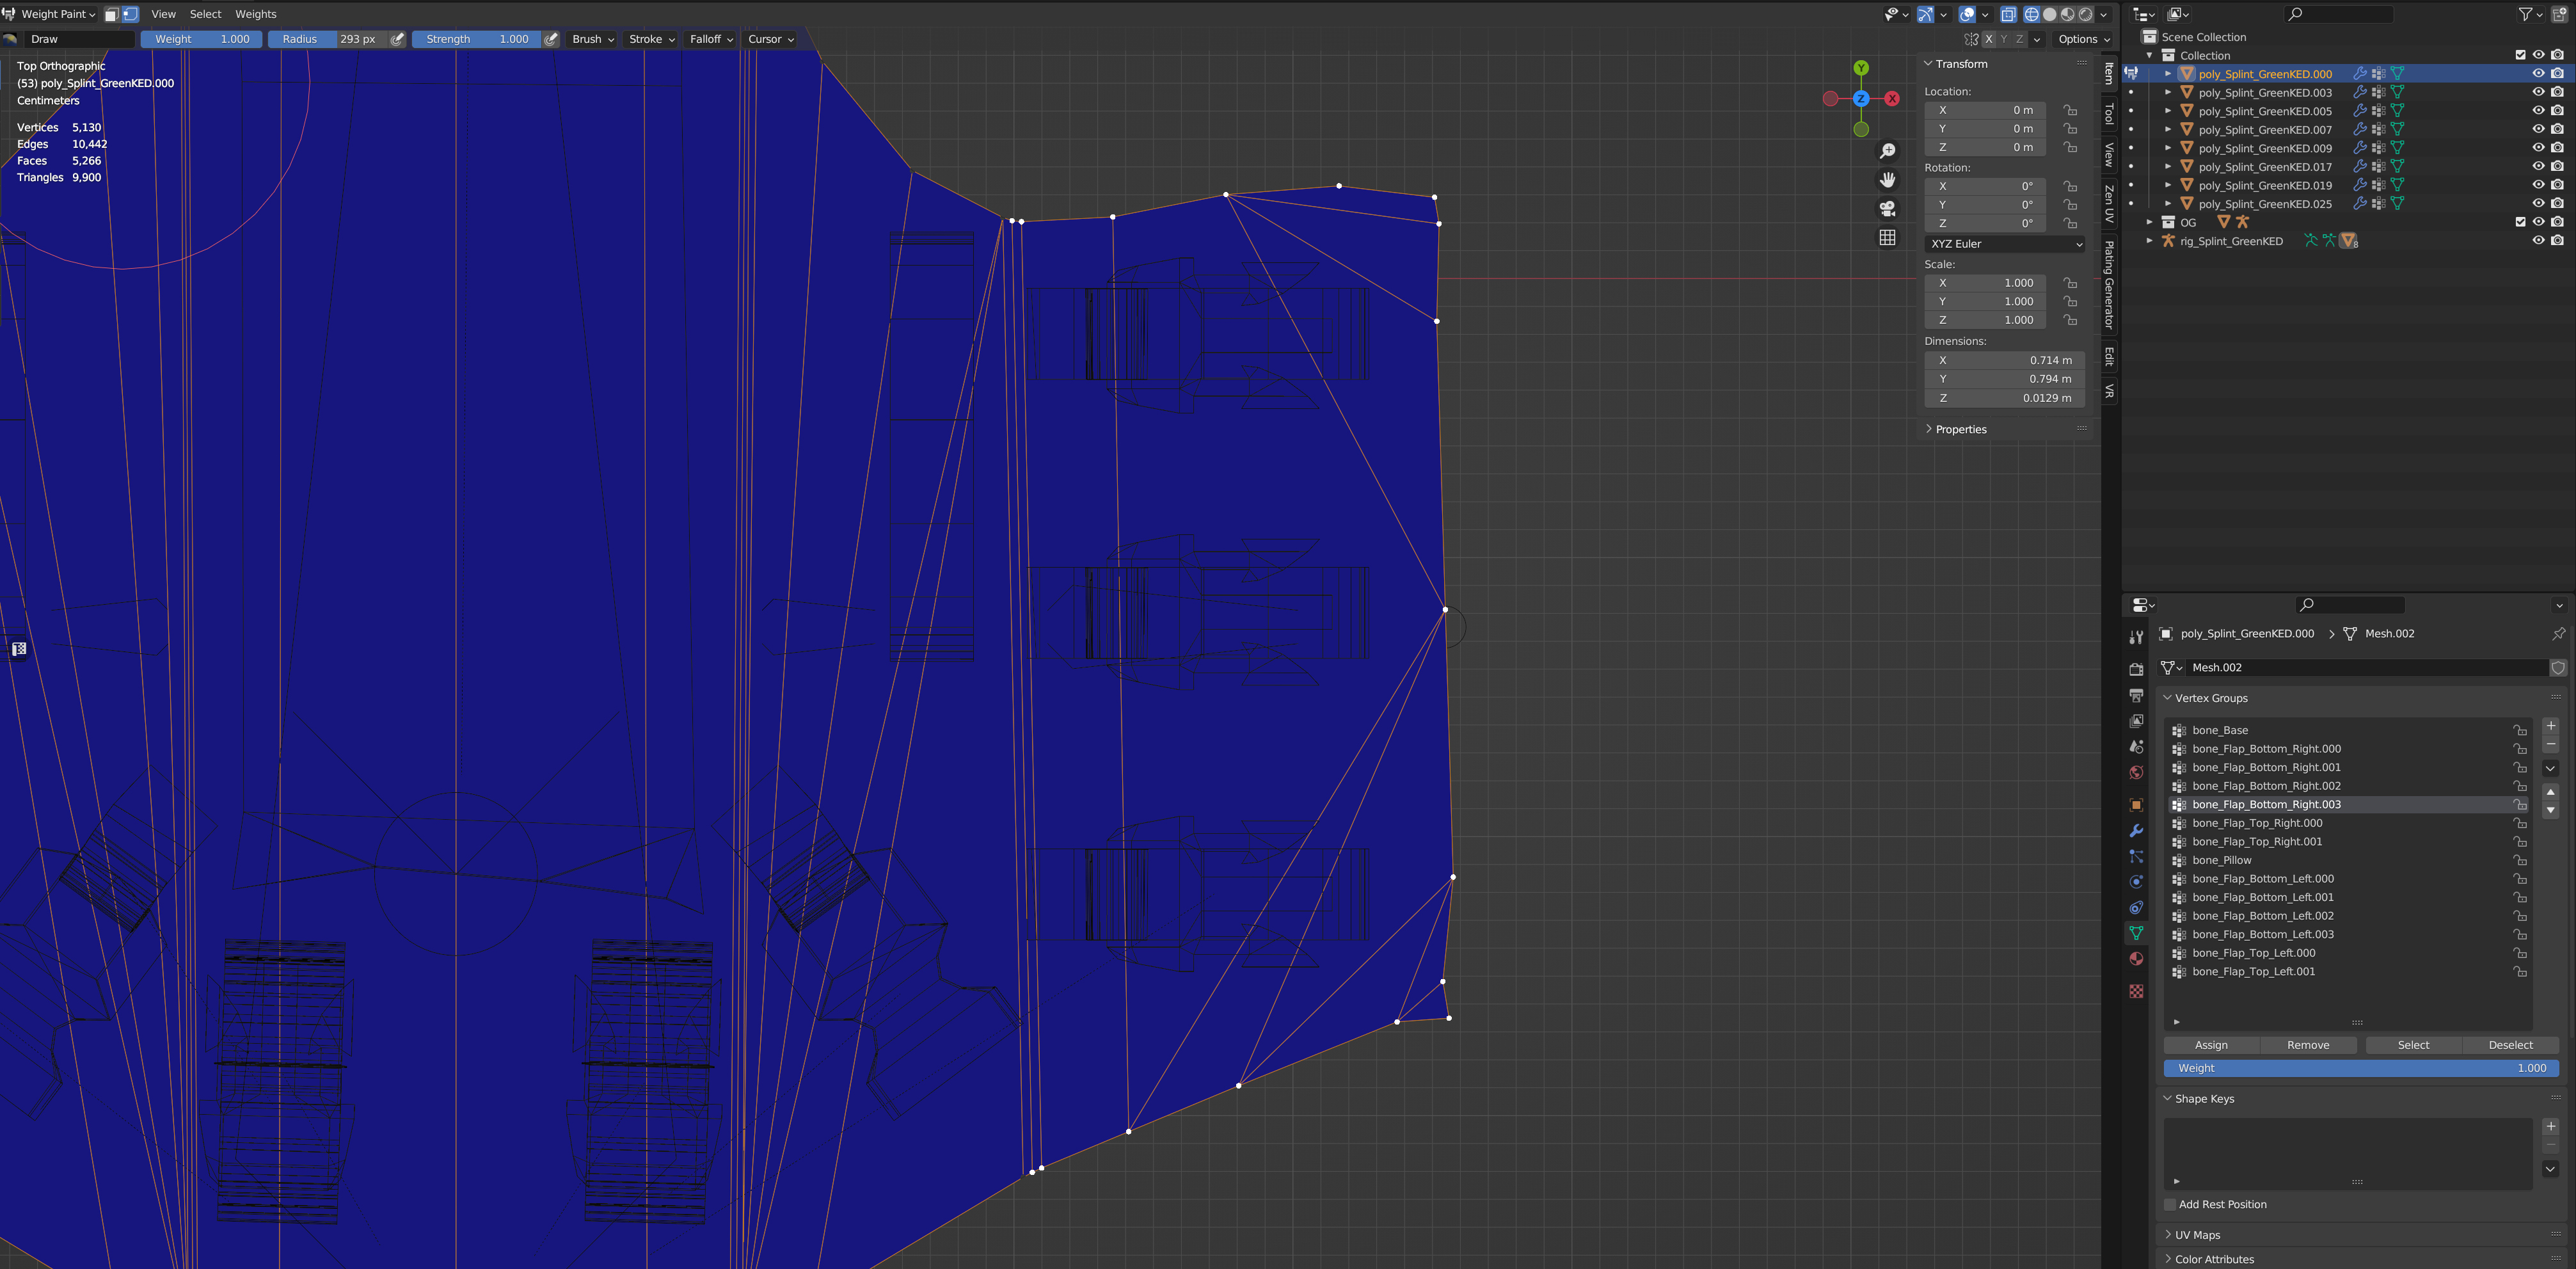 Weight Paint View Select Weights
Draw Weight 1.000 Radius 293 px Strength 1.000 Brush Stroke Falloff Cursor X Y Z Options
Top Orthographic
(53) poly_Splint_GreenKED.000
Centimeters
Vertices 5,130
Edges 10,442
Faces 5,266
Triangles 9,900
Y
Z X
Transform
Location:
X 0 m
Y 0 m
Z 0 m
Rotation:
X 0°
Y 0°
Z 0°
XYZ Euler
Scale:
X 1.000
Y 1.000
Z 1.000
Dimensions:
X 0.714 m
Y 0.794 m
Z 0.0129 m
Properties
Item
Tool
View
Zen UV
Plating Generator
Edit
VR
Scene Collection
Collection
poly_Splint_GreenKED.000
poly_Splint_GreenKED.003
poly_Splint_GreenKED.005
poly_Splint_GreenKED.007
poly_Splint_GreenKED.009
poly_Splint_GreenKED.017
poly_Splint_GreenKED.019
poly_Splint_GreenKED.025
OG
rig_Splint_GreenKED 8
poly_Splint_GreenKED.000 Mesh.002
Mesh.002
Vertex Groups
bone_Base
bone_Flap_Bottom_Right.000
bone_Flap_Bottom_Right.001
bone_Flap_Bottom_Right.002
bone_Flap_Bottom_Right.003
bone_Flap_Top_Right.000
bone_Flap_Top_Right.001
bone_Pillow
bone_Flap_Bottom_Left.000
bone_Flap_Bottom_Left.001
bone_Flap_Bottom_Left.002
bone_Flap_Bottom_Left.003
bone_Flap_Top_Left.000
bone_Flap_Top_Left.001
Assign Remove Select Deselect
Weight 1.000
Shape Keys
Add Rest Position
UV Maps
Color Attributes